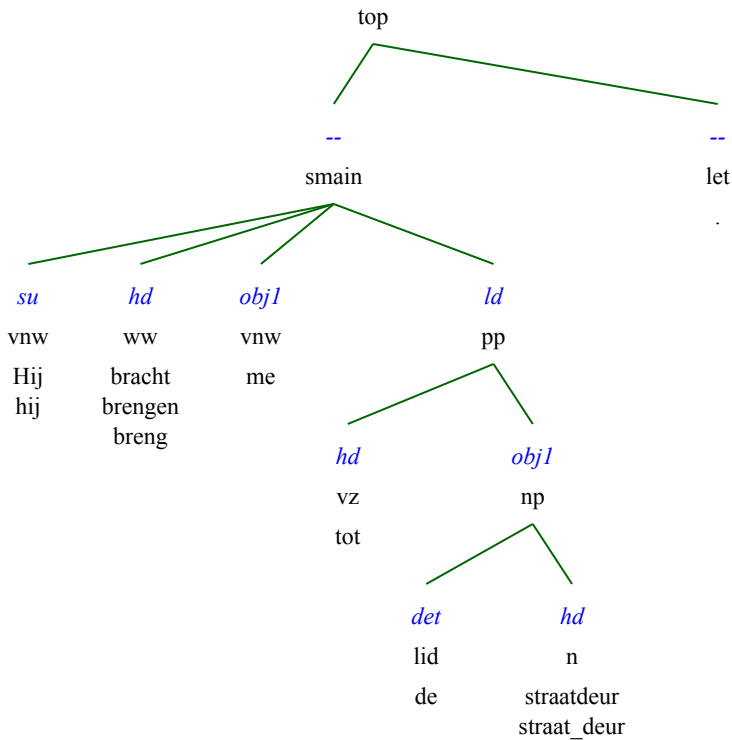 top
-- --
smain let
.
su hd obj1 ld
vnw ww vnw pp
Hij bracht me
hij brengen
breng
hd obj1
vz np
tot
det hd
lid n
de straatdeur
straat_deur